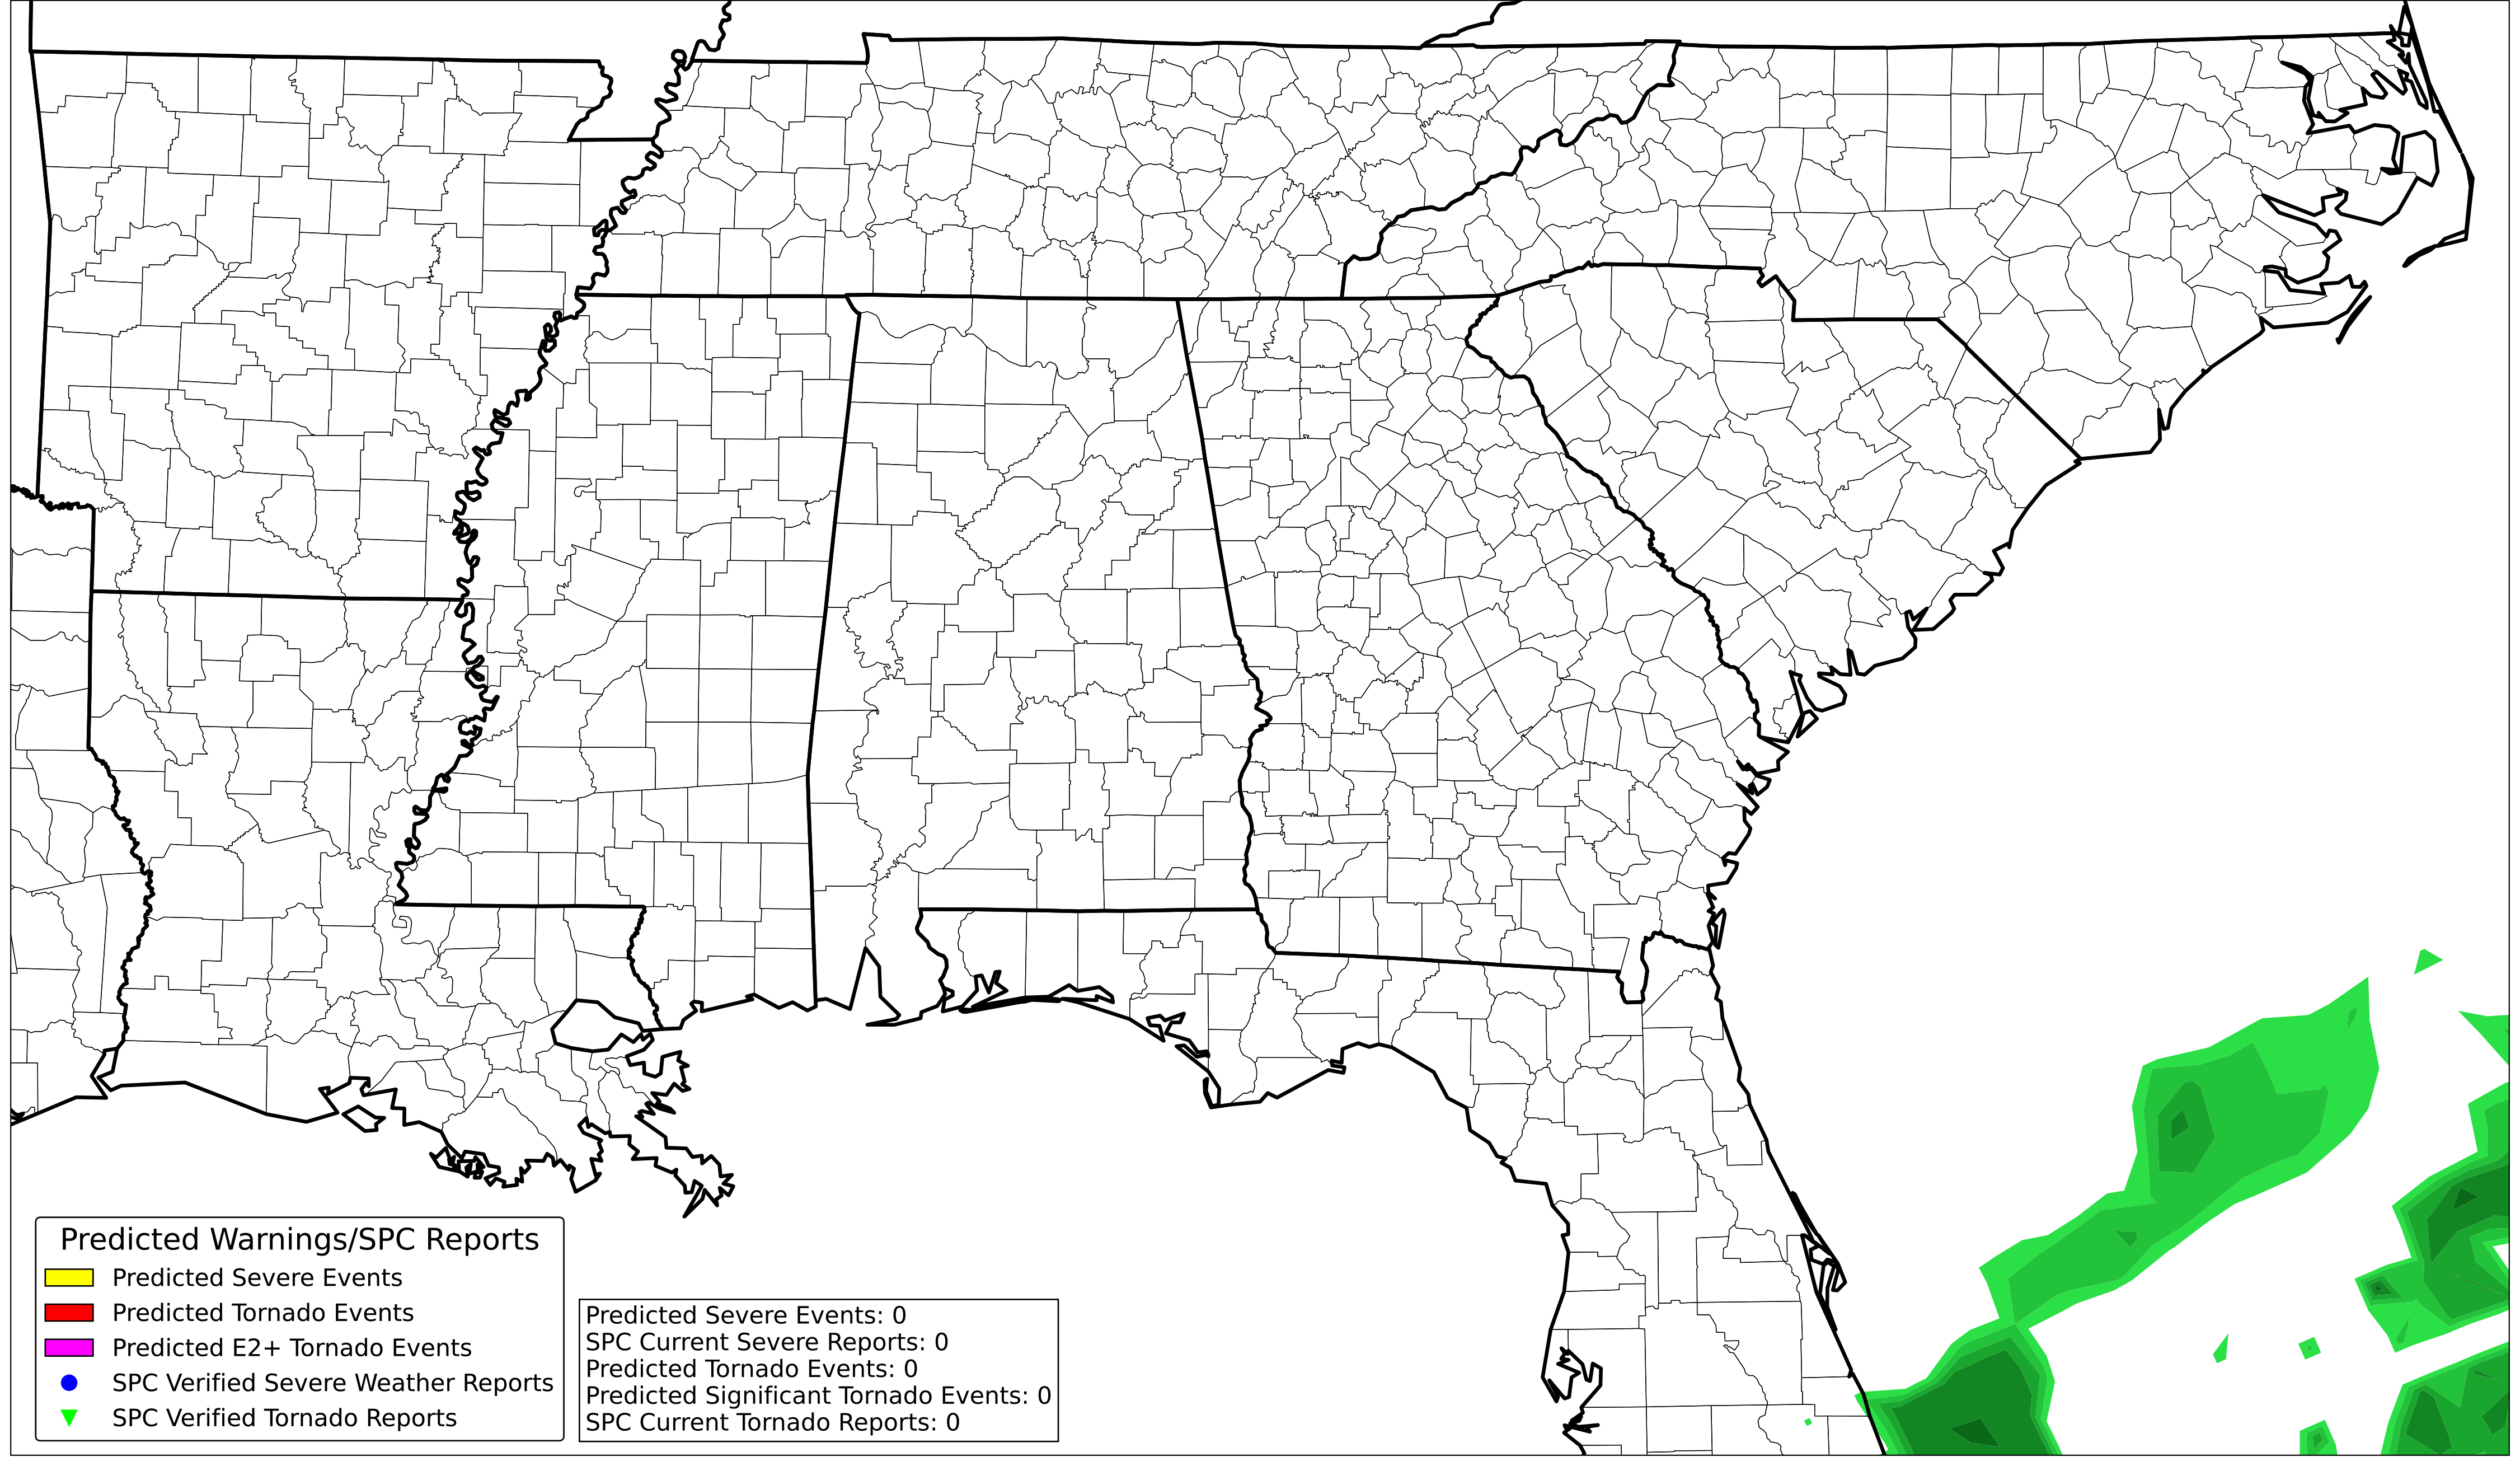 Predicted Warnings/SPC Reports
Predicted Severe Events
Predicted Tornado Events
Predicted E2+ Tornado Events
SPC Verified Severe Weather Reports
SPC Verified Tornado Reports
Predicted Severe Events: 0
SPC Current Severe Reports: 0
Predicted Tornado Events: 0
Predicted Significant Tornado Events: 0
SPC Current Tornado Reports: 0